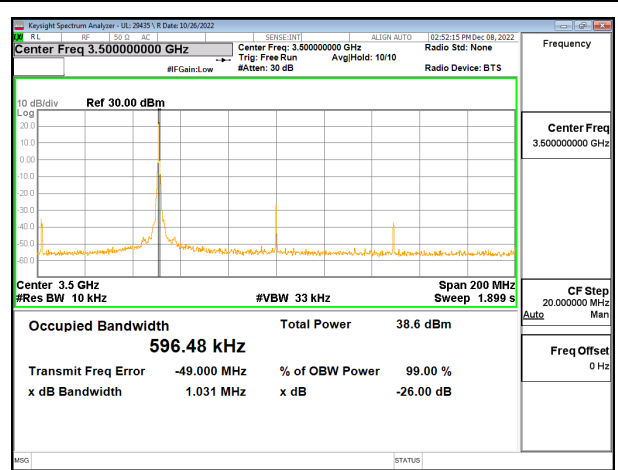 Keysight Spectrum Analyzer - UL: 29435 \ R Date: 10/26/2022
LXI RL RF 50 Ω AC SENSE:INT ALIGN AUTO 02:52:15 PM Dec 08, 2022
Center Freq 3.500000000 GHz
#IFGain:Low
Center Freq: 3.500000000 GHz
Trig: Free Run Avg|Hold: 10/10
#Atten: 30 dB
Radio Std: None
Radio Device: BTS
Frequency
10 dB/div Ref 30.00 dBm
Log
20.0
10.0
0.00
-10.0
-20.0
-30.0
-40.0
-50.0
-60.0
Center 3.5 GHz Span 200 MHz
#Res BW 10 kHz #VBW 33 kHz Sweep 1.899 s
Occupied Bandwidth Total Power 38.6 dBm
596.48 kHz
Transmit Freq Error -49.000 MHz % of OBW Power 99.00 %
x dB Bandwidth 1.031 MHz x dB -26.00 dB
Center Freq
3.500000000 GHz
CF Step
20.000000 MHz
Auto Man
Freq Offset
0 Hz
MSG STATUS